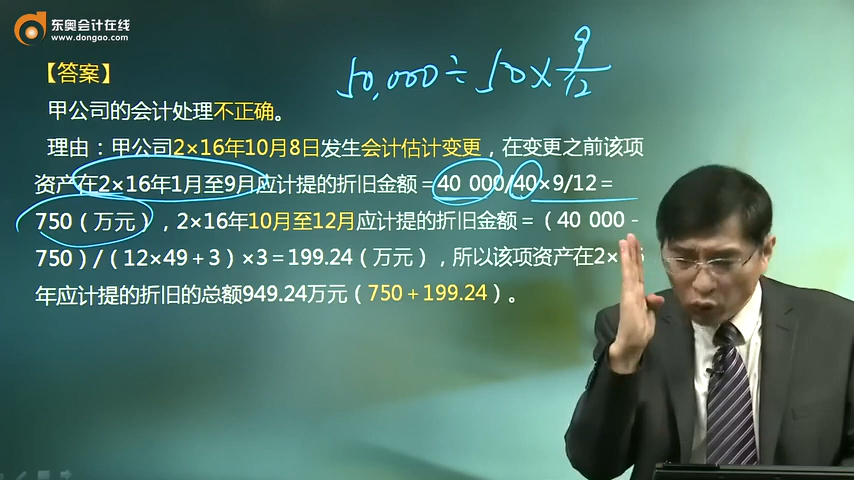 东奥会计在线
www.dongao.com
50,000÷50×9/12
【答案】
甲公司的会计处理不正确。
理由：甲公司2×16年10月8日发生会计估计变更，在变更之前该项
资产在2×16年1月至9月应计提的折旧金额＝40 000/40×9/12＝
750（万元），2×16年10月至12月应计提的折旧金额＝（40 000－
750）/（12×49＋3）×3＝199.24（万元），所以该项资产在2×
年应计提的折旧的总额949.24万元（750＋199.24）。